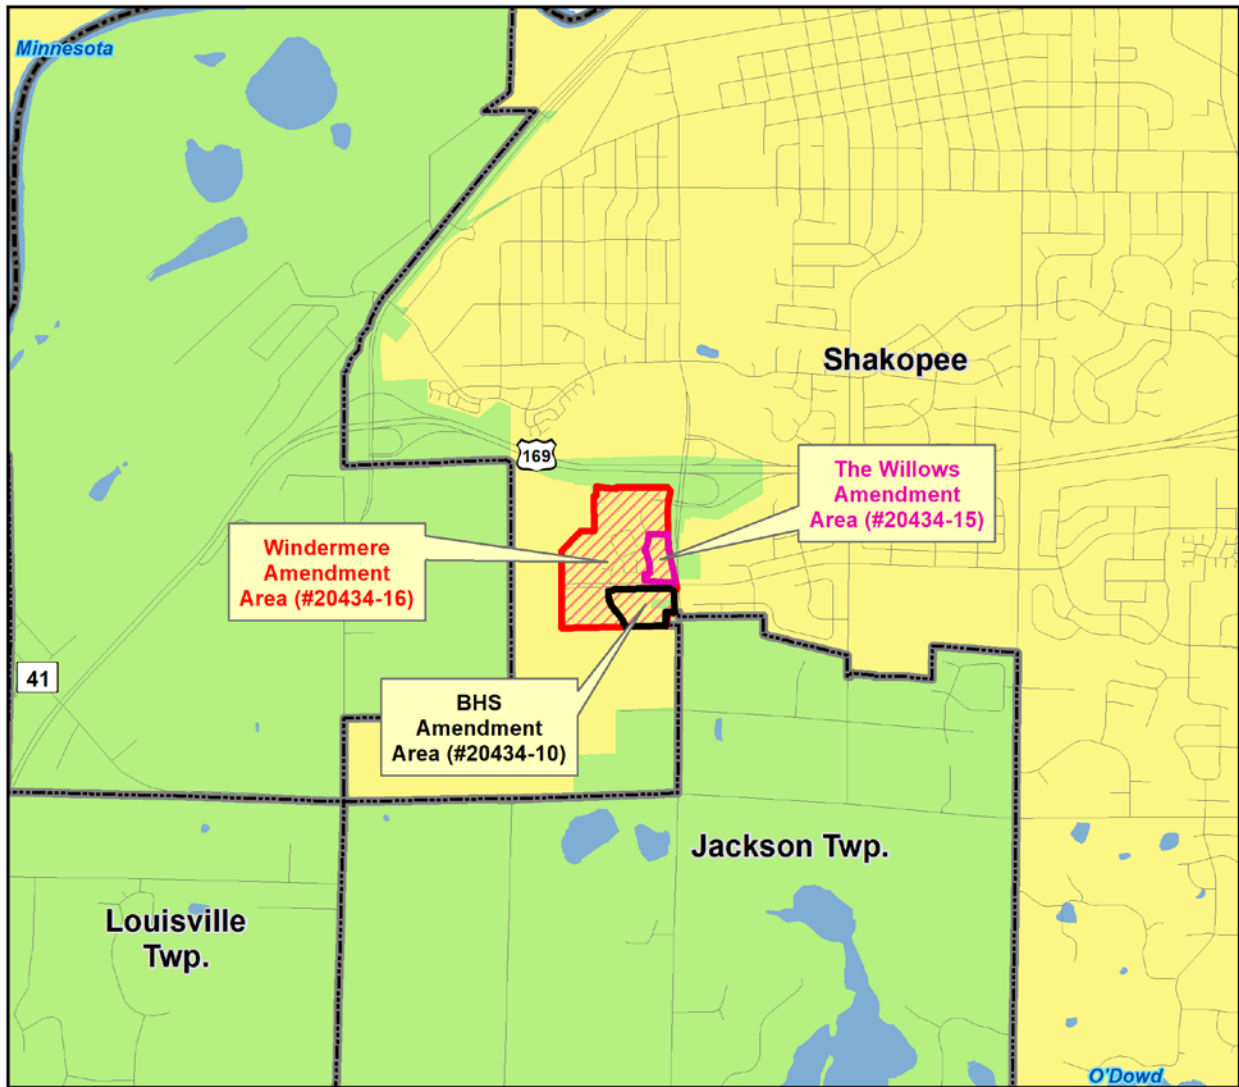 Minnesota
Shakopee
169
The Willows
Amendment
Area (#20434-15)
Windermere
Amendment
Area (#20434-16)
41
BHS
Amendment
Area (#20434-10)
Jackson Twp.
Louisville
Twp.
O'Dowd